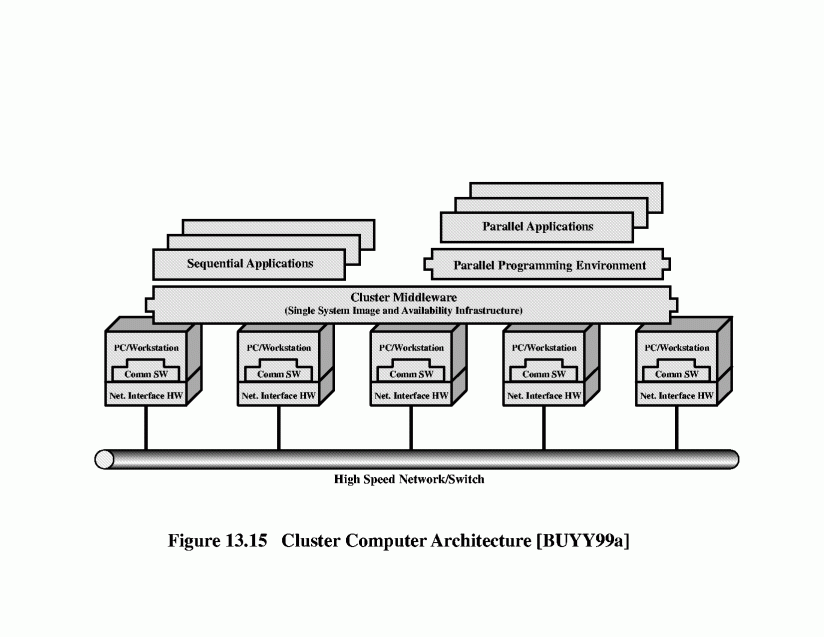 Parallel Applications
Sequential Applications
Parallel Programming Environment
Cluster Middleware
(Single System Image and Availability Infrastructure)
PC/Workstation
Comm SW
Net. Interface HW
PC/Workstation
Comm SW
Net. Interface HW
PC/Workstation
Comm SW
Net. Interface HW
PC/Workstation
Comm SW
Net. Interface HW
PC/Workstation
Comm SW
Net. Interface HW
High Speed Network/Switch
Figure 13.15 Cluster Computer Architecture [BUYY99a]